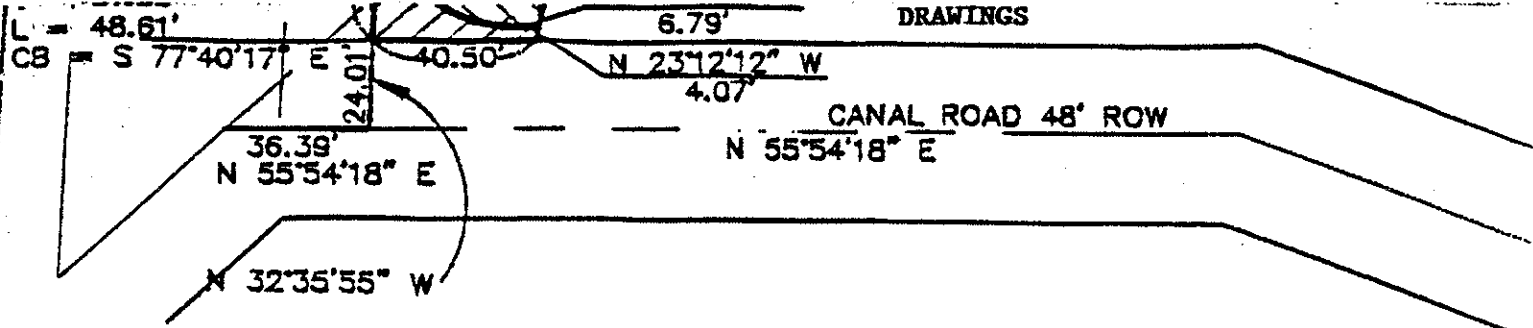 L = 48.61'
CB = S 77°40'17" E
24.01'
40.50'
6.79'
DRAWINGS
N 23°12'12" W
4.07'
CANAL ROAD 48' ROW
N 55°54'18" E
36.39'
N 55°54'18" E
N 32°35'55" W